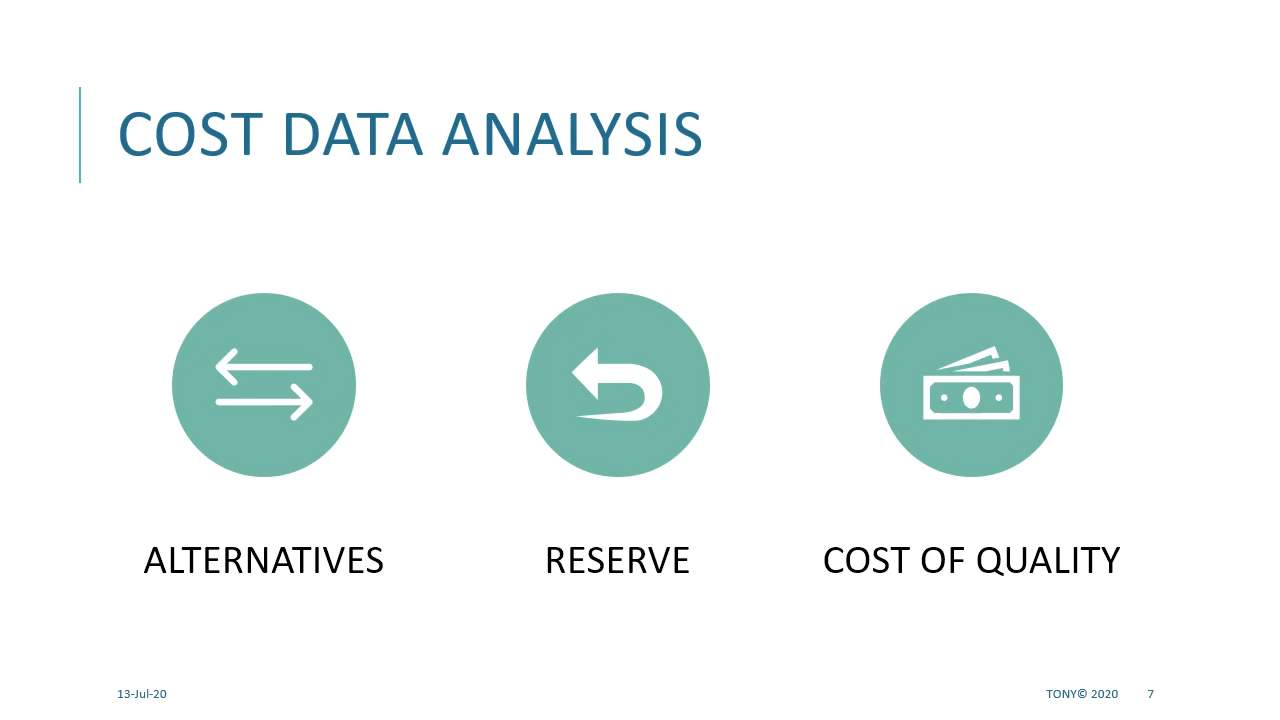 COST DATA ANALYSIS
ALTERNATIVES
RESERVE
COST OF QUALITY
13-Jul-20
TONY© 2020
7